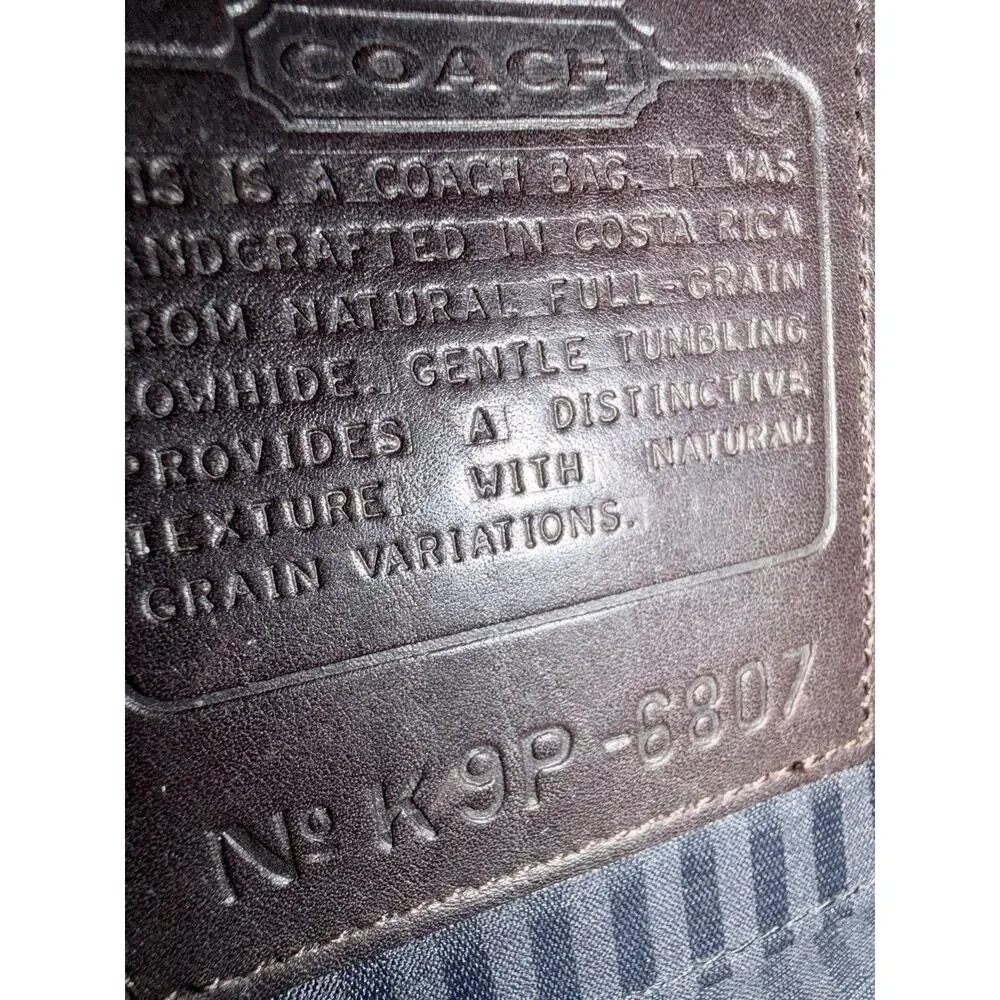 COACH
©
IS IS A COACH BAG. IT WAS
ANDCRAFTED IN COSTA RICA
ROM NATURAL FULL-GRAIN
OWHIDE. GENTLE TUMBLING
PROVIDES A DISTINCTIVE
TEXTURE WITH NATURAL
GRAIN VARIATIONS.
Nº K9P-6807